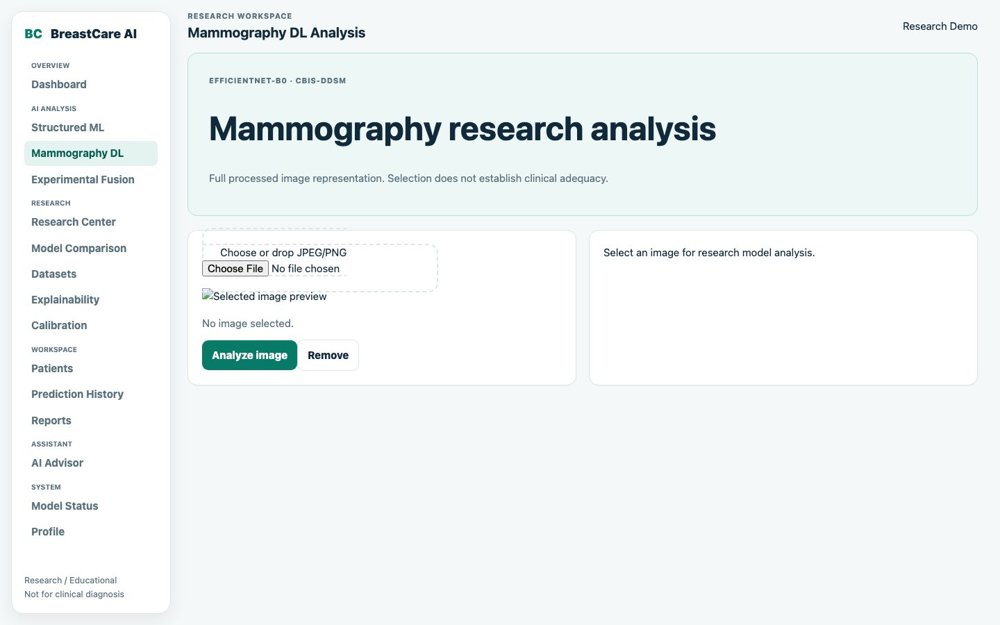 BC BreastCare AI
OVERVIEW
Dashboard
AI ANALYSIS
Structured ML
Mammography DL
Experimental Fusion
RESEARCH
Research Center
Model Comparison
Datasets
Explainability
Calibration
WORKSPACE
Patients
Prediction History
Reports
ASSISTANT
AI Advisor
SYSTEM
Model Status
Profile
Research / Educational
Not for clinical diagnosis
RESEARCH WORKSPACE
Mammography DL Analysis
Research Demo
EFFICIENTNET-B0 · CBIS-DDSM
Mammography research analysis
Full processed image representation. Selection does not establish clinical adequacy.
Choose or drop JPEG/PNG
Choose File No file chosen
Selected image preview
No image selected.
Analyze image Remove
Select an image for research model analysis.